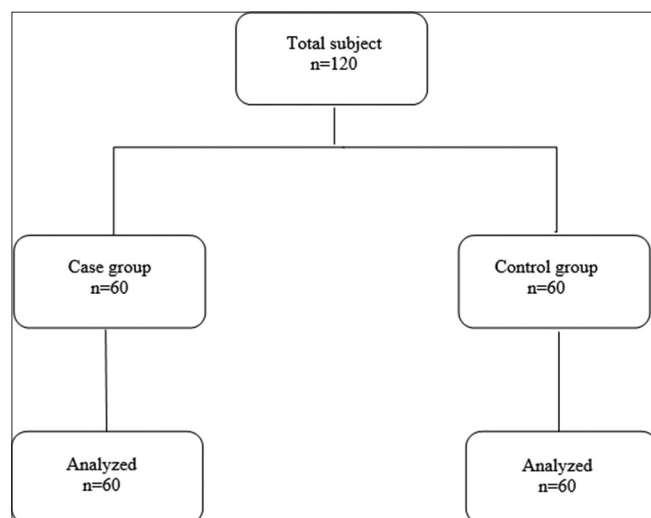 Total subject
n=120
Case group
n=60
Control group
n=60
Analyzed
n=60
Analyzed
n=60